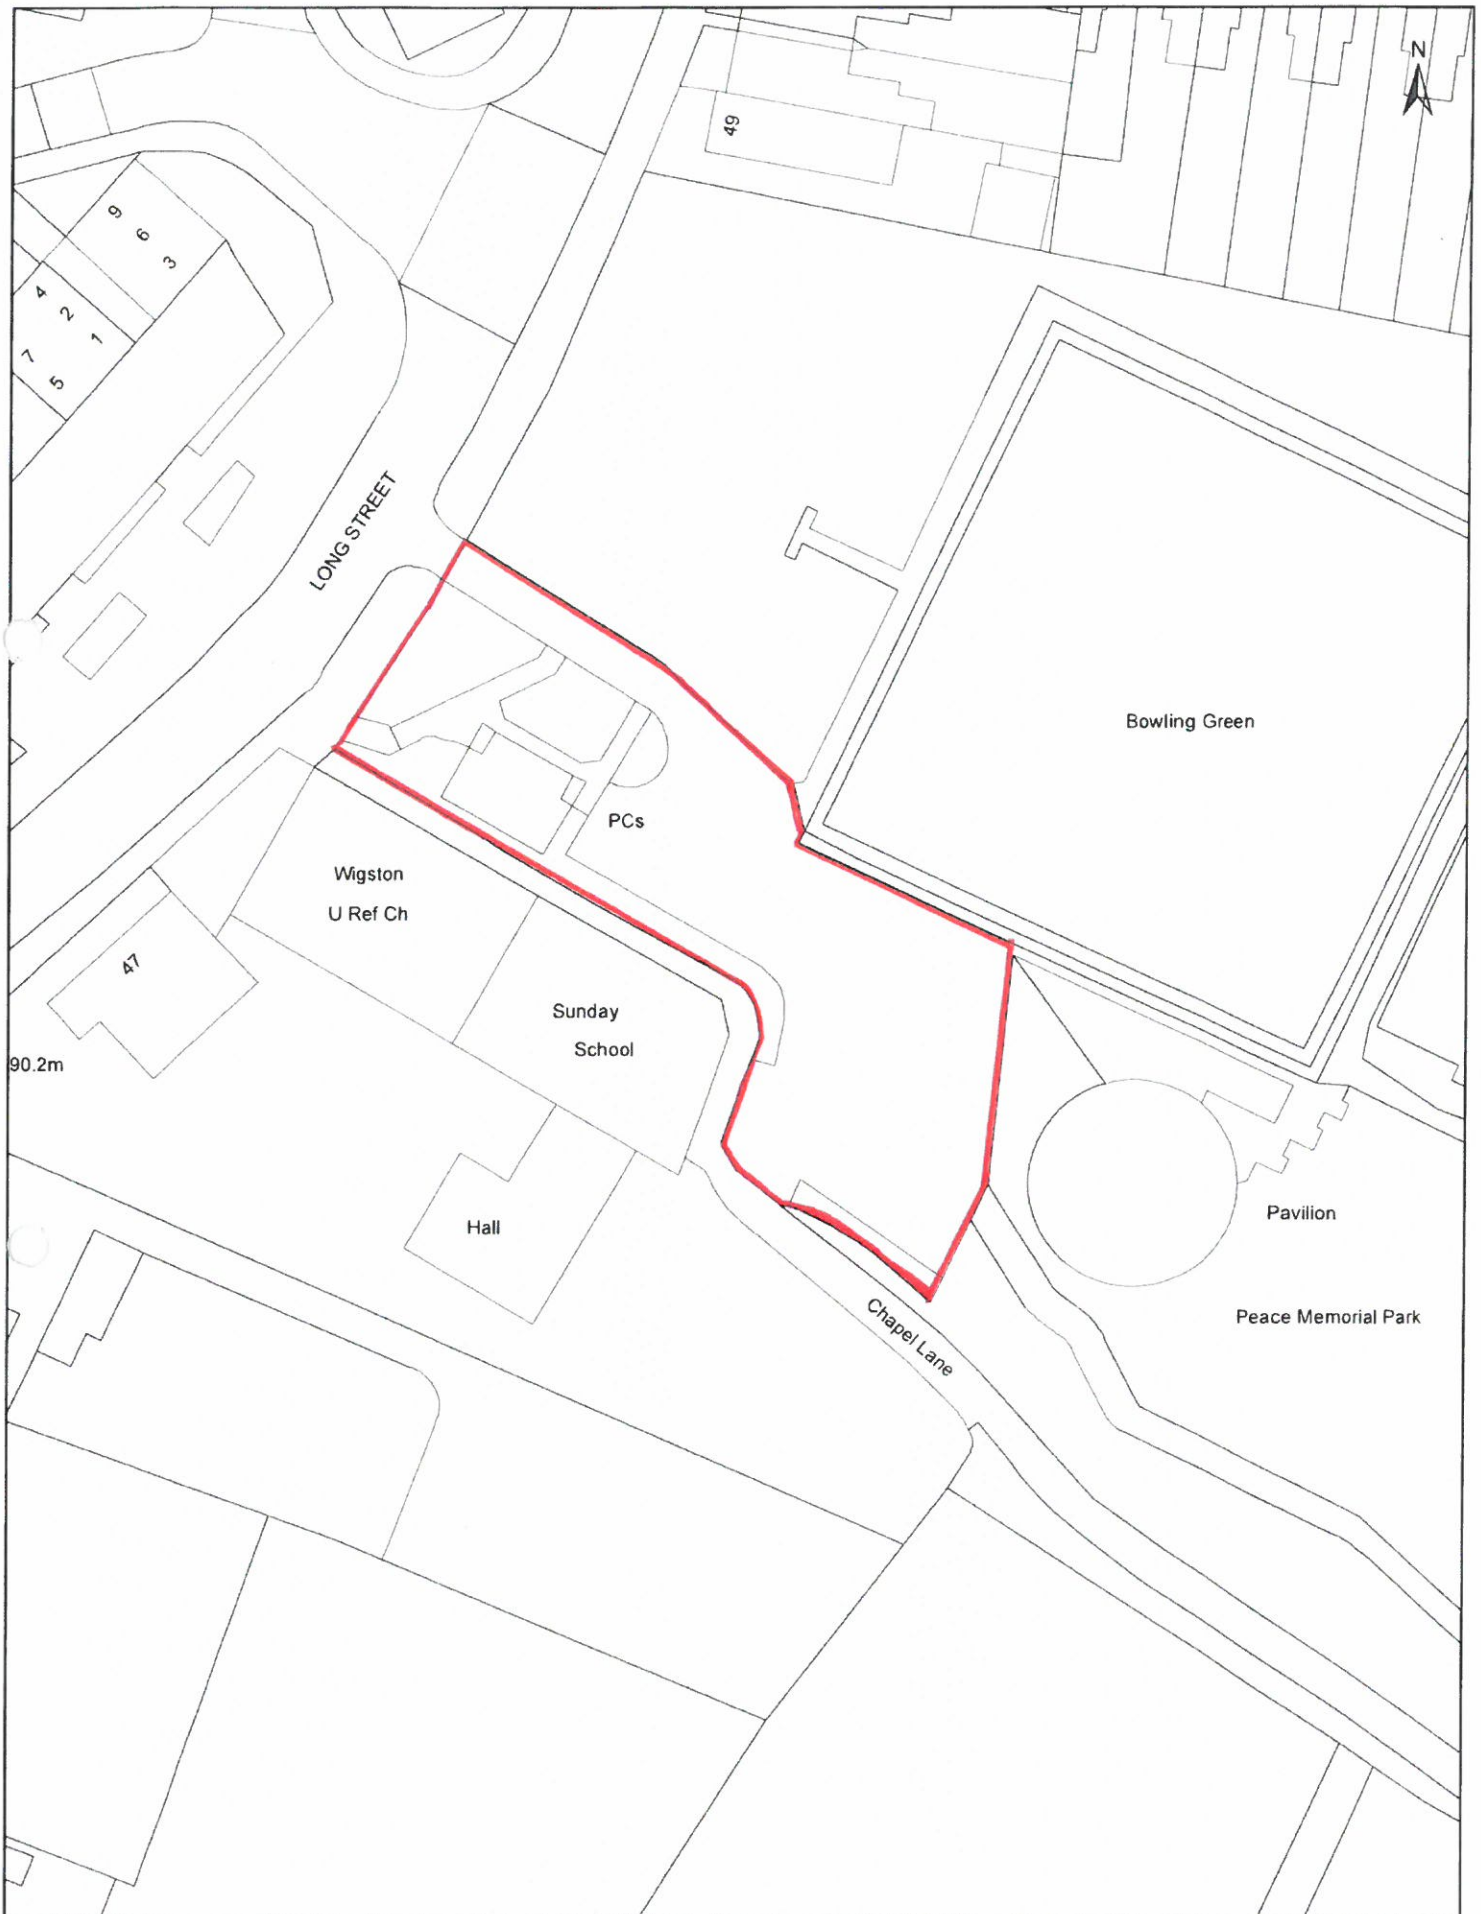 N
49
9
6
3
4
2
1
7
5
LONG STREET
Bowling Green
PCs
Wigston
U Ref Ch
47
Sunday
School
90.2m
Hall
Pavilion
Chapel Lane
Peace Memorial Park